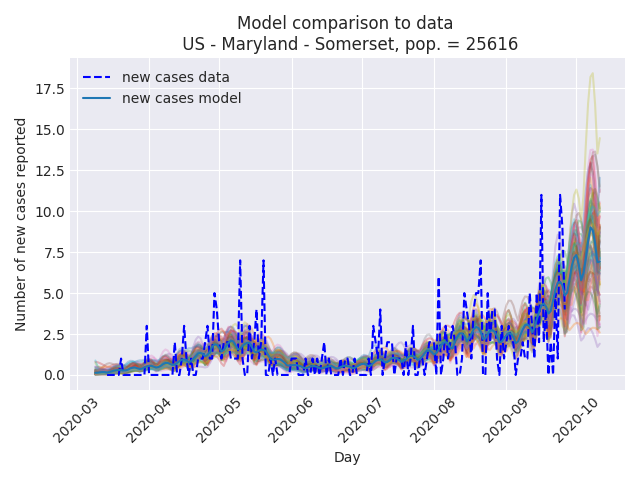 Model comparison to data
US - Maryland - Somerset, pop. = 25616
new cases data
new cases model
Number of new cases reported
17.5
15.0
12.5
10.0
7.5
5.0
2.5
0.0
2020-03
2020-04
2020-05
2020-06
2020-07
2020-08
2020-09
2020-10
Day